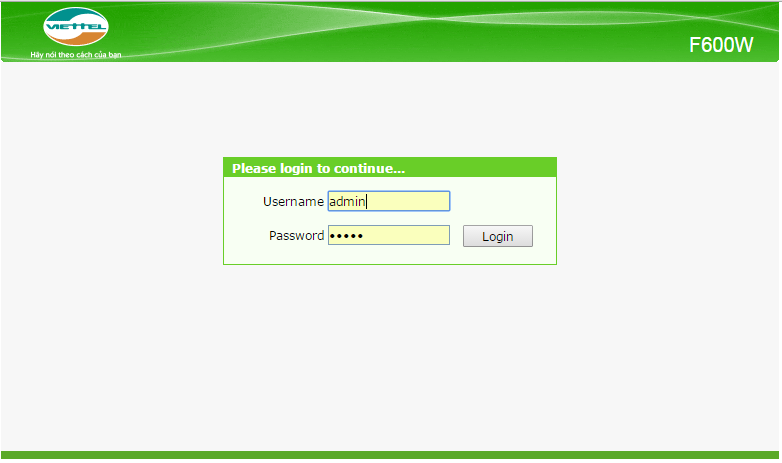 VIETTEL
Hãy nói theo cách của bạn
F600W
Please login to continue...
Username admin
Password •••••
Login